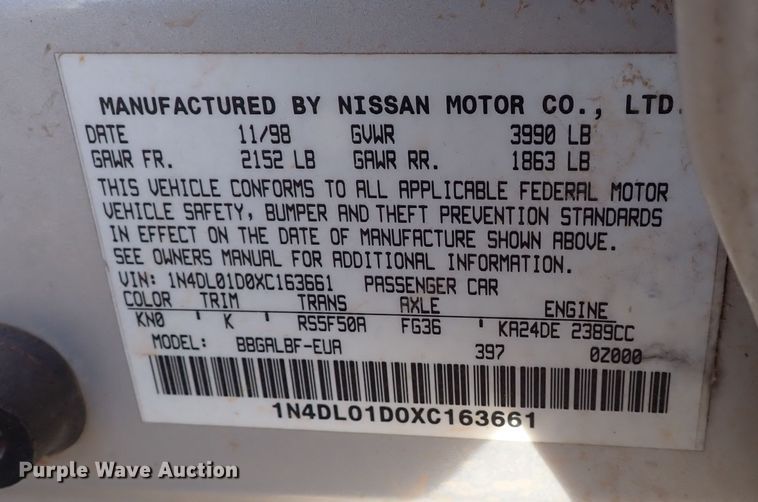 MANUFACTURED BY NISSAN MOTOR CO., LTD.
DATE 11/98 GVWR 3990 LB
GAWR FR. 2152 LB GAWR RR. 1863 LB
THIS VEHICLE CONFORMS TO ALL APPLICABLE FEDERAL MOTOR
VEHICLE SAFETY, BUMPER AND THEFT PREVENTION STANDARDS
IN EFFECT ON THE DATE OF MANUFACTURE SHOWN ABOVE.
SEE OWNERS MANUAL FOR ADDITIONAL INFORMATION.
VIN: 1N4DL01D0XC163661 PASSENGER CAR
COLOR TRIM TRANS AXLE ENGINE
KN0 ' K ' RS5F50A FG36 ' KA24DE 2389CC
MODEL: BBGALBF-EUA 397 0Z000
1N4DL01D0XC163661
Purple Wave Auction